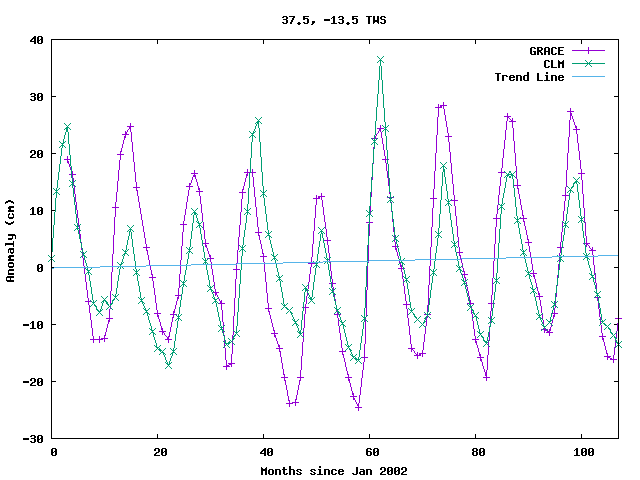 37.5, -13.5 TWS
GRACE
CLM
Trend Line
40
30
20
10
0
-10
-20
-30
Anomaly (cm)
0 20 40 60 80 100
Months since Jan 2002